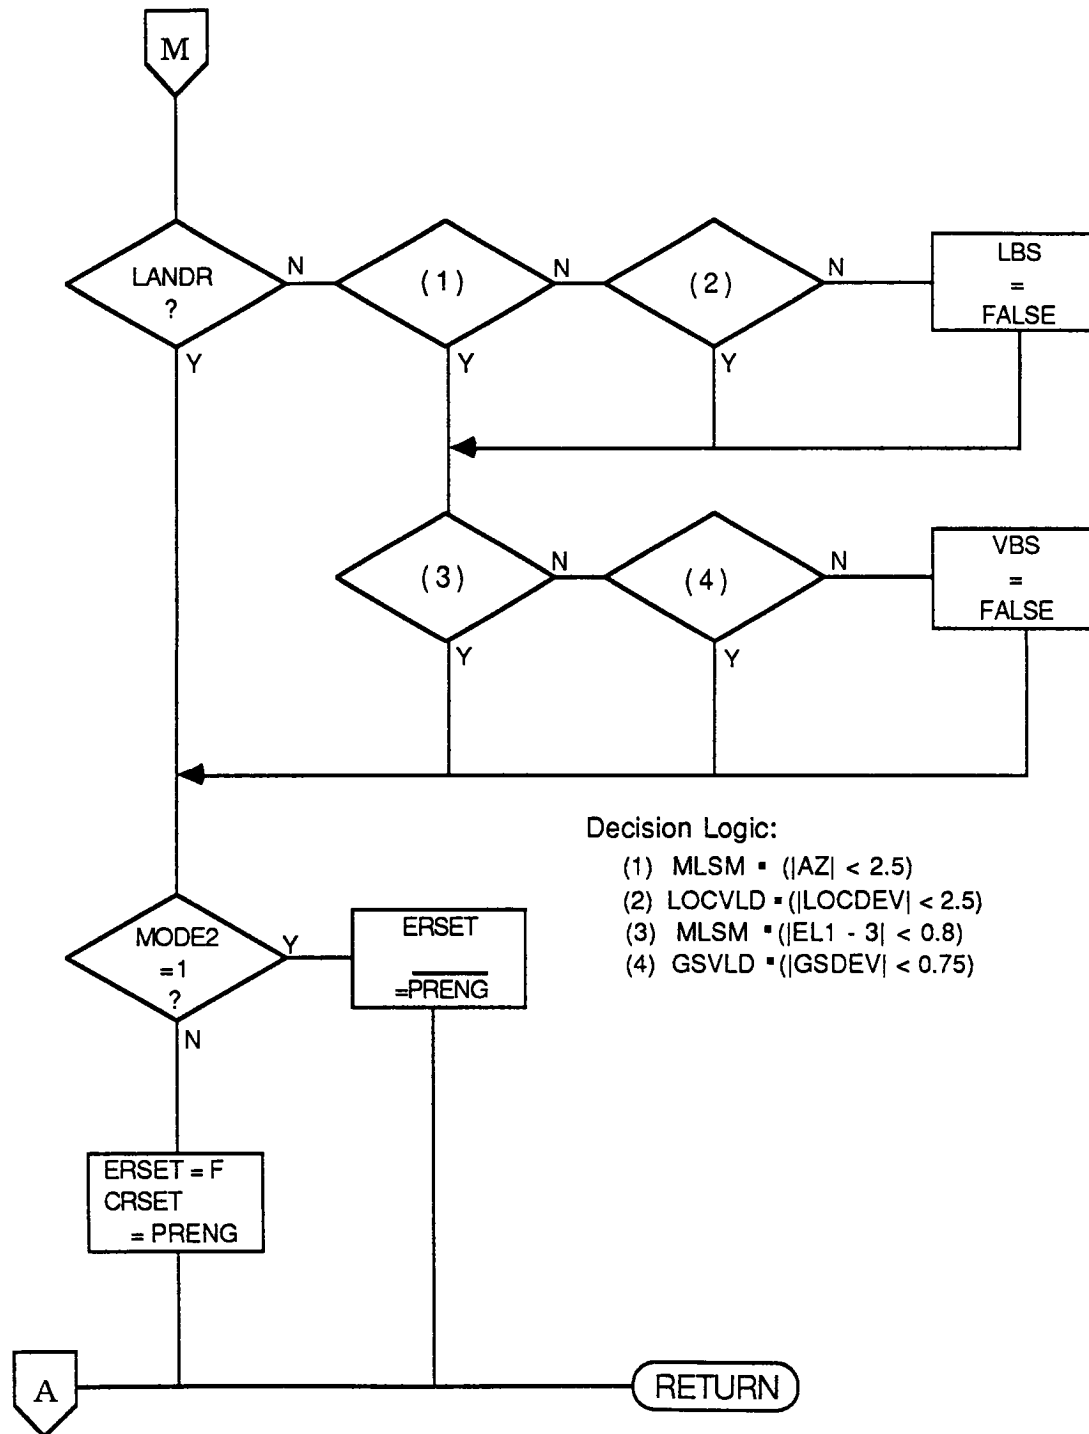 M
LANDR
?
N
Y
(1)
N
Y
(2)
N
Y
LBS
=
FALSE
(3)
N
Y
(4)
N
Y
VBS
=
FALSE
Decision Logic:
(1) MLSM ▪ (|AZ| < 2.5)
(2) LOCVLD ▪ (|LOCDEV| < 2.5)
(3) MLSM ▪ (|EL1 - 3| < 0.8)
(4) GSVLD ▪ (|GSDEV| < 0.75)
MODE2
=1
?
Y
N
ERSET
=P̅R̅E̅N̅G̅
ERSET = F
CRSET
= PRENG
A
RETURN